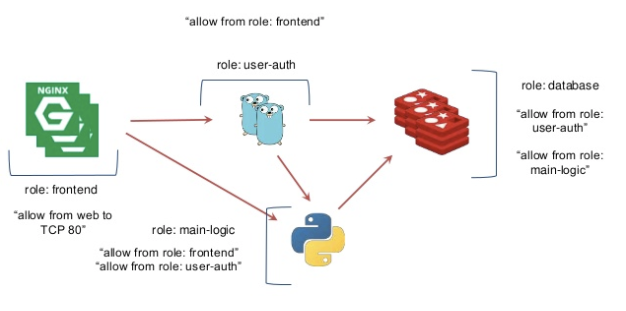 “allow from role: frontend”
role: user-auth
NGINX
role: frontend
“allow from web to
TCP 80”
role: main-logic
“allow from role: frontend”
“allow from role: user-auth”
role: database
“allow from role:
user-auth”
“allow from role:
main-logic”